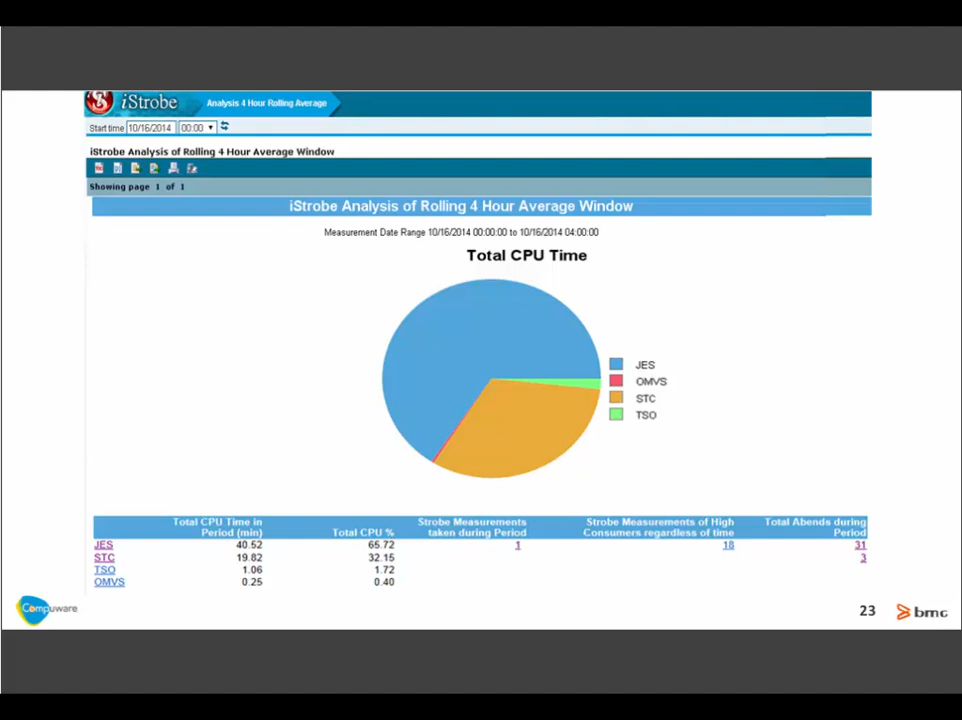 iStrobe Analysis 4 Hour Rolling Average
Start time 10/16/2014 00:00
iStrobe Analysis of Rolling 4 Hour Average Window
Showing page 1 of 1
iStrobe Analysis of Rolling 4 Hour Average Window
Measurement Date Range 10/16/2014 00:00:00 to 10/16/2014 04:00:00
Total CPU Time
JES
OMVS
STC
TSO
Total CPU Time in Strobe Measurements Strobe Measurements of High Total Abends during
Period (min) Total CPU % taken during Period Consumers regardless of time Period
JES 40.52 65.72 1 18 31
STC 19.82 32.15 3
TSO 1.06 1.72
OMVS 0.25 0.40
Compuware 23 bmc